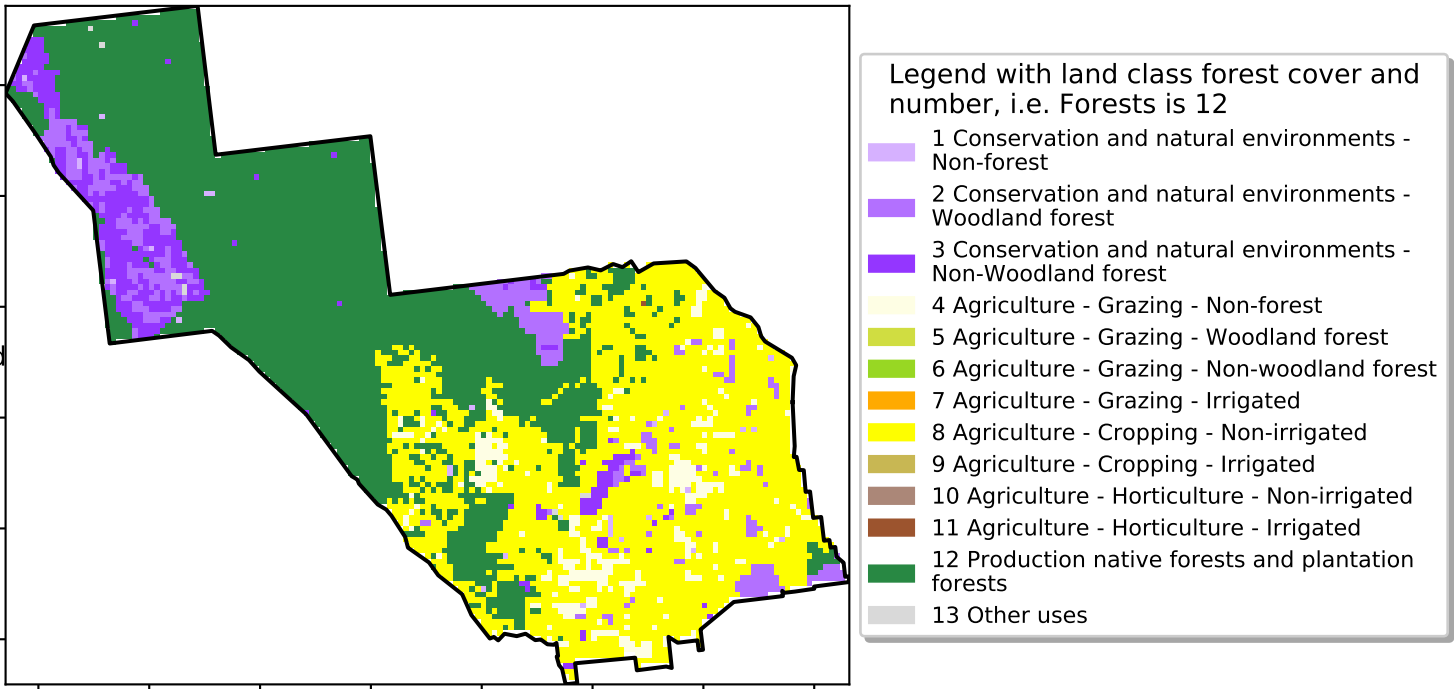 Legend with land class forest cover and
number, i.e. Forests is 12
1 Conservation and natural environments -
Non-forest
2 Conservation and natural environments -
Woodland forest
3 Conservation and natural environments -
Non-Woodland forest
4 Agriculture - Grazing - Non-forest
5 Agriculture - Grazing - Woodland forest
6 Agriculture - Grazing - Non-woodland forest
7 Agriculture - Grazing - Irrigated
8 Agriculture - Cropping - Non-irrigated
9 Agriculture - Cropping - Irrigated
10 Agriculture - Horticulture - Non-irrigated
11 Agriculture - Horticulture - Irrigated
12 Production native forests and plantation
forests
13 Other uses